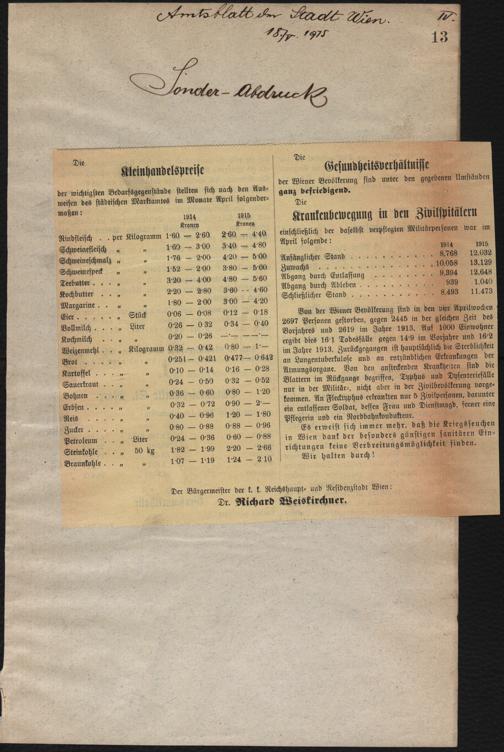 Amtsblatt der Stadt Wien.
IV.
18/V. 1915
13
Sonder-Abdruck
Die
Kleinhandelspreise
der wichtigsten Bedarfsgegenstände stellten sich nach den Aus-
weisen des städtischen Marktamtes im Monate April folgender-
maßen:
1914 1915
Kronen Kronen
Rindfleisch . . per Kilogramm 1·60 — 2·60 2·60 — 4·40
Schweinefleisch „ „ 1·60 — 3·00 3·40 — 4·80
Schweinschmalz „ „ 1·76 — 2·00 4·20 — 5·00
Schweinespeck „ „ 1·52 — 2·00 3·80 — 5·00
Teebutter . . . „ „ 3·20 — 4·00 4·80 — 5·60
Kochbutter . . „ „ 2·20 — 2·80 3·60 — 4·60
Margarine . . „ „ 1·80 — 2·00 3·00 — 4·20
Eier . . . . . „ Stück 0·06 — 0·08 0·12 — 0·18
Vollmilch . . . „ Liter 0·26 — 0·32 0·34 — 0·40
Kochmilch . . „ „ 0·20 — 0·26 —·— —·—
Weizenmehl . „ Kilogramm 0·32 — 0·42 0·80 — 1·—
Brot . . . . . „ „ 0·251 — 0·421 0·477 — 0·642
Kartoffel . . . „ „ 0·10 — 0·14 0·16 — 0·28
Sauerkraut . „ „ 0·24 — 0·50 0·32 — 0·52
Bohnen . . . „ „ 0·36 — 0·60 0·80 — 1·20
Erbsen . . . . „ „ 0·32 — 0·72 0·90 — 2·—
Reis . . . . . „ „ 0·40 — 0·96 1·20 — 1·80
Zucker . . . . „ „ 0·80 — 0·88 0·88 — 0·96
Petroleum . . „ Liter 0·24 — 0·36 0·60 — 0·88
Steinkohle . . „ 50 kg 1·82 — 1·99 2·20 — 2·66
Braunkohle . . „ „ 1·07 — 1·19 1·24 — 2·10
Die
Gesundheitsverhältnisse
der Wiener Bevölkerung sind unter den gegebenen Umständen
ganz befriedigend.
Die
Krankenbewegung in den Zivilspitälern
einschließlich der daselbst verpflegten Militärpersonen war im
April folgende:
1914 1915
Anfänglicher Stand . . . . . . . . . 8,768 12,032
Zuwachs . . . . . . . . . 10,058 13,129
Abgang durch Entlassung . . . . . . . 9,394 12,648
Abgang durch Ableben . . . . . . . . 939 1,040
Schließlicher Stand . . . . . . . . . 8,493 11,473
Von der Wiener Bevölkerung sind in den vier Aprilwochen
2697 Personen gestorben, gegen 2445 in der gleichen Zeit des
Vorjahres und 2619 im Jahre 1913. Auf 1000 Einwohner
ergibt dies 16·1 Todesfälle gegen 14·9 im Vorjahr und 16·2
im Jahre 1913. Zurückgegangen ist hauptsächlich die Sterblichkeit
an Lungentuberkulose und an entzündlichen Erkrankungen der
Atmungsorgane. Von den ansteckenden Krankheiten sind die
Blattern im Rückgange begriffen, Typhus und Dysenteriefälle
nur in der Militär-, nicht aber in der Zivilbevölkerung vorge-
kommen. An Flecktyphus erkrankten nur 5 Zivilpersonen, darunter
ein entlassener Soldat, dessen Frau und Dienstmagd, ferner eine
Pflegerin und ein Nordbahnkondukteur.
Es erweist sich immer mehr, daß die Kriegsseuchen
in Wien dank der besonders günstigen sanitären Ein-
richtungen keine Verbreitungsmöglichkeit finden.
Wir halten durch!
Der Bürgermeister der k. k. Reichshaupt- und Residenzstadt Wien:
Dr. Richard Weiskirchner.